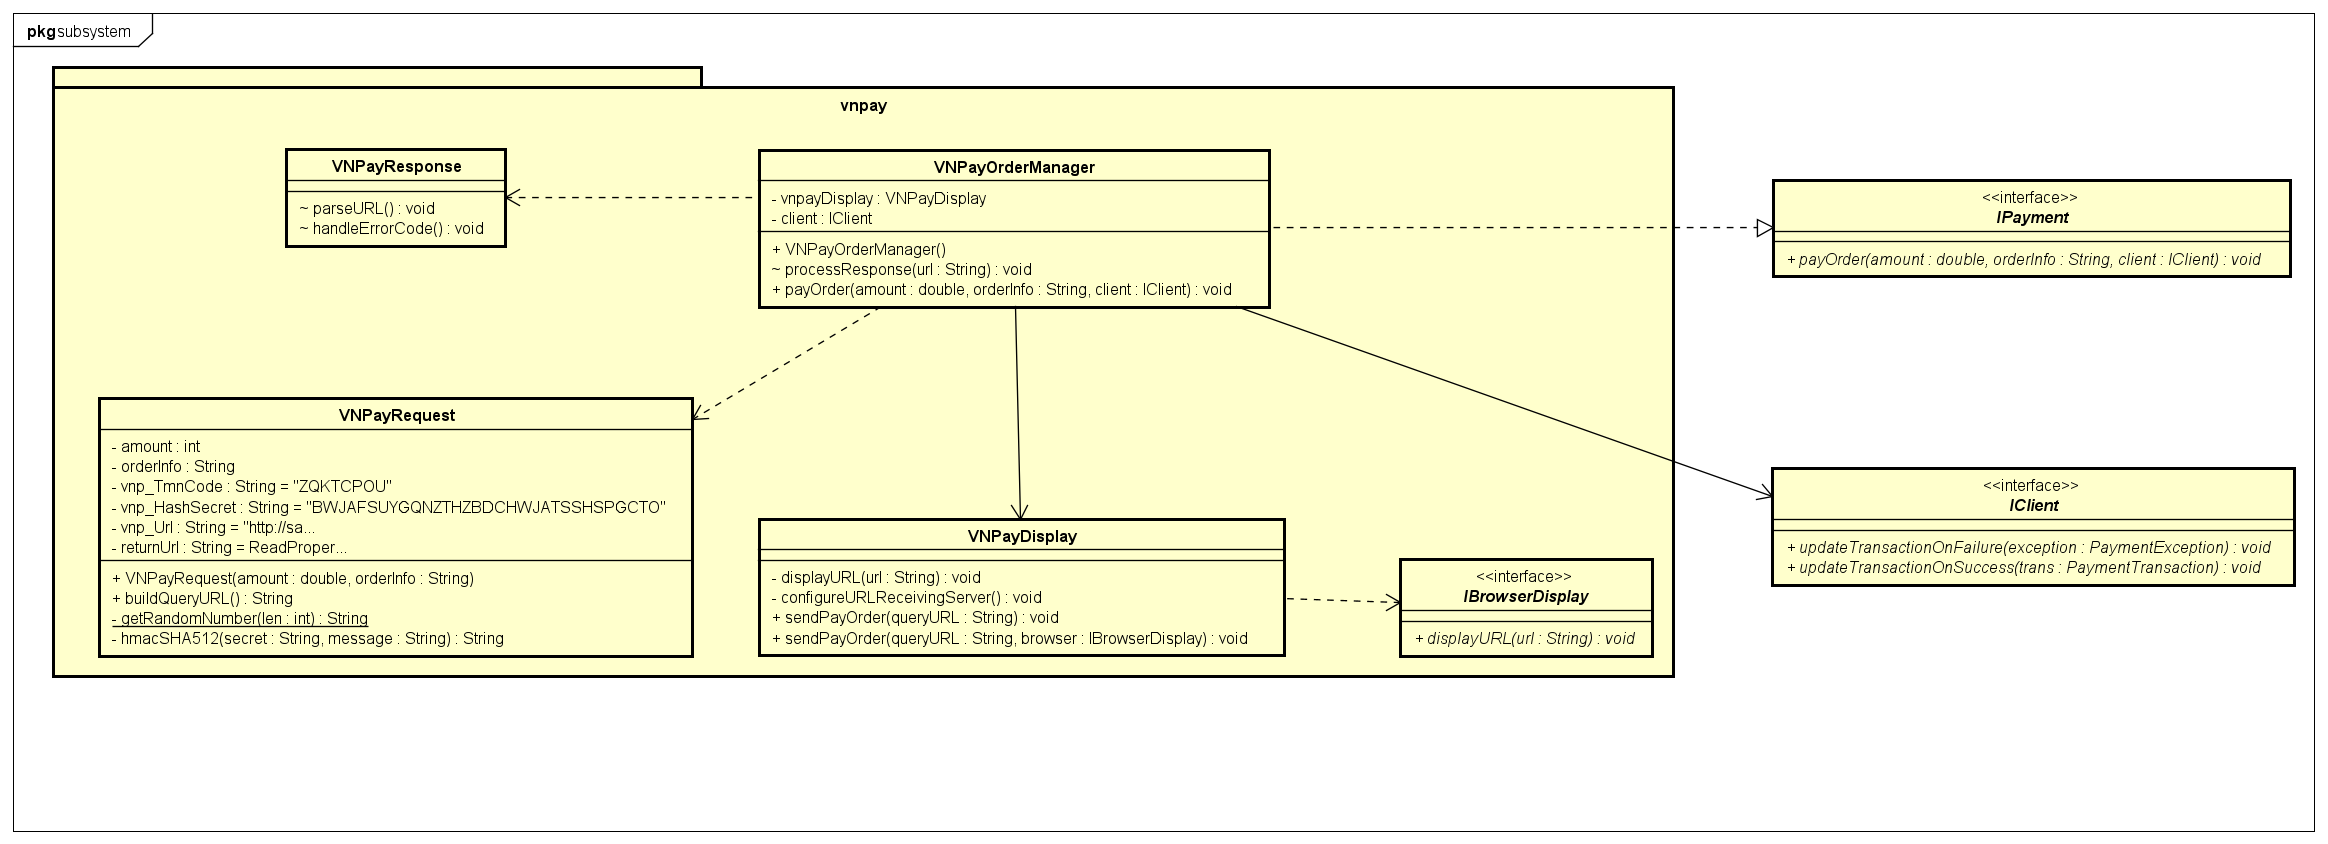 pkg subsystem
vnpay
VNPayResponse
~ parseURL() : void
~ handleErrorCode() : void
VNPayOrderManager
- vnpayDisplay : VNPayDisplay
- client : IClient
+ VNPayOrderManager()
~ processResponse(url : String) : void
+ payOrder(amount : double, orderInfo : String, client : IClient) : void
<<interface>>
IPayment
+ payOrder(amount : double, orderInfo : String, client : IClient) : void
VNPayRequest
- amount : int
- orderInfo : String
- vnp_TmnCode : String = "ZQKTCPOU"
- vnp_HashSecret : String = "BWJAFSUYGQNZTHZBDCHWJATSSHSPGCTO"
- vnp_Url : String = "http://sa...
- returnUrl : String = ReadProper...
+ VNPayRequest(amount : double, orderInfo : String)
+ buildQueryURL() : String
- getRandomNumber(len : int) : String
- hmacSHA512(secret : String, message : String) : String
VNPayDisplay
- displayURL(url : String) : void
- configureURLReceivingServer() : void
+ sendPayOrder(queryURL : String) : void
+ sendPayOrder(queryURL : String, browser : IBrowserDisplay) : void
<<interface>>
IBrowserDisplay
+ displayURL(url : String) : void
<<interface>>
IClient
+ updateTransactionOnFailure(exception : PaymentException) : void
+ updateTransactionOnSuccess(trans : PaymentTransaction) : void